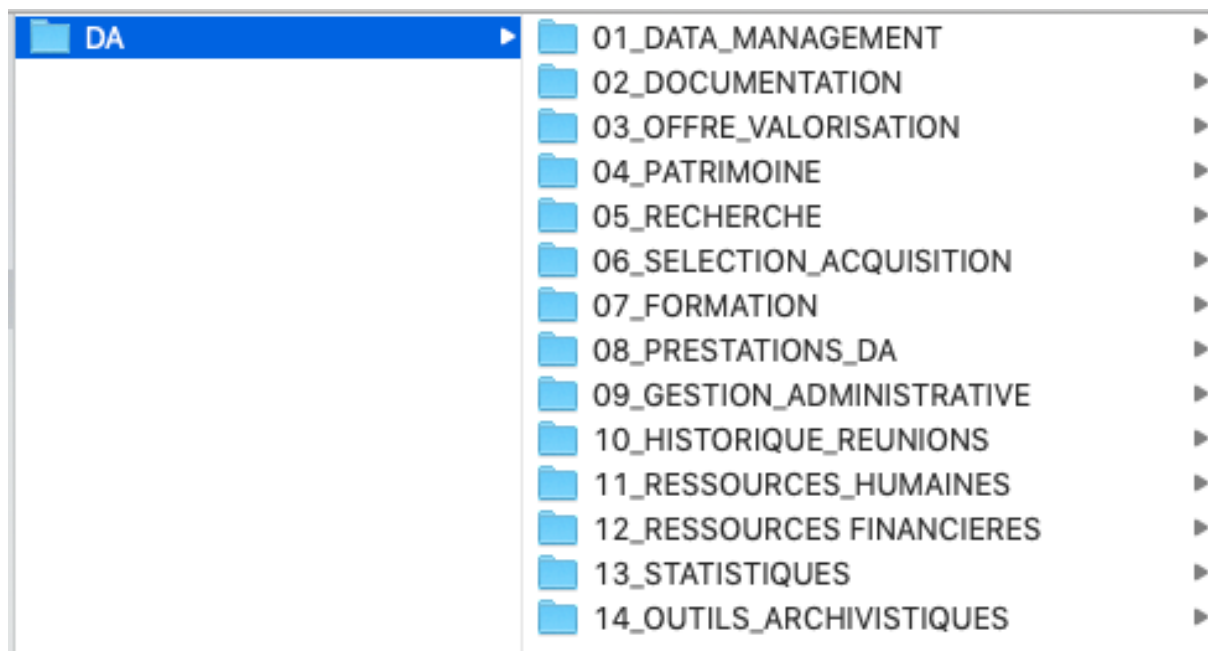 DA
01_DATA_MANAGEMENT
02_DOCUMENTATION
03_OFFRE_VALORISATION
04_PATRIMOINE
05_RECHERCHE
06_SELECTION_ACQUISITION
07_FORMATION
08_PRESTATIONS_DA
09_GESTION_ADMINISTRATIVE
10_HISTORIQUE_REUNIONS
11_RESSOURCES_HUMAINES
12_RESSOURCES FINANCIERES
13_STATISTIQUES
14_OUTILS_ARCHIVISTIQUES